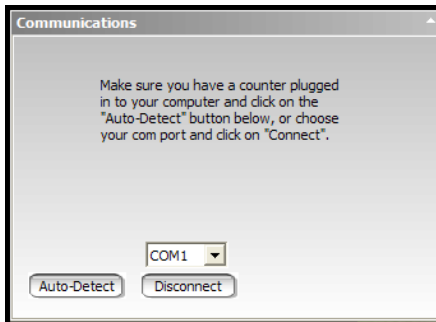 Communications
Make sure you have a counter plugged
in to your computer and click on the
"Auto-Detect" button below, or choose
your com port and click on "Connect".
COM1
Auto-Detect Disconnect